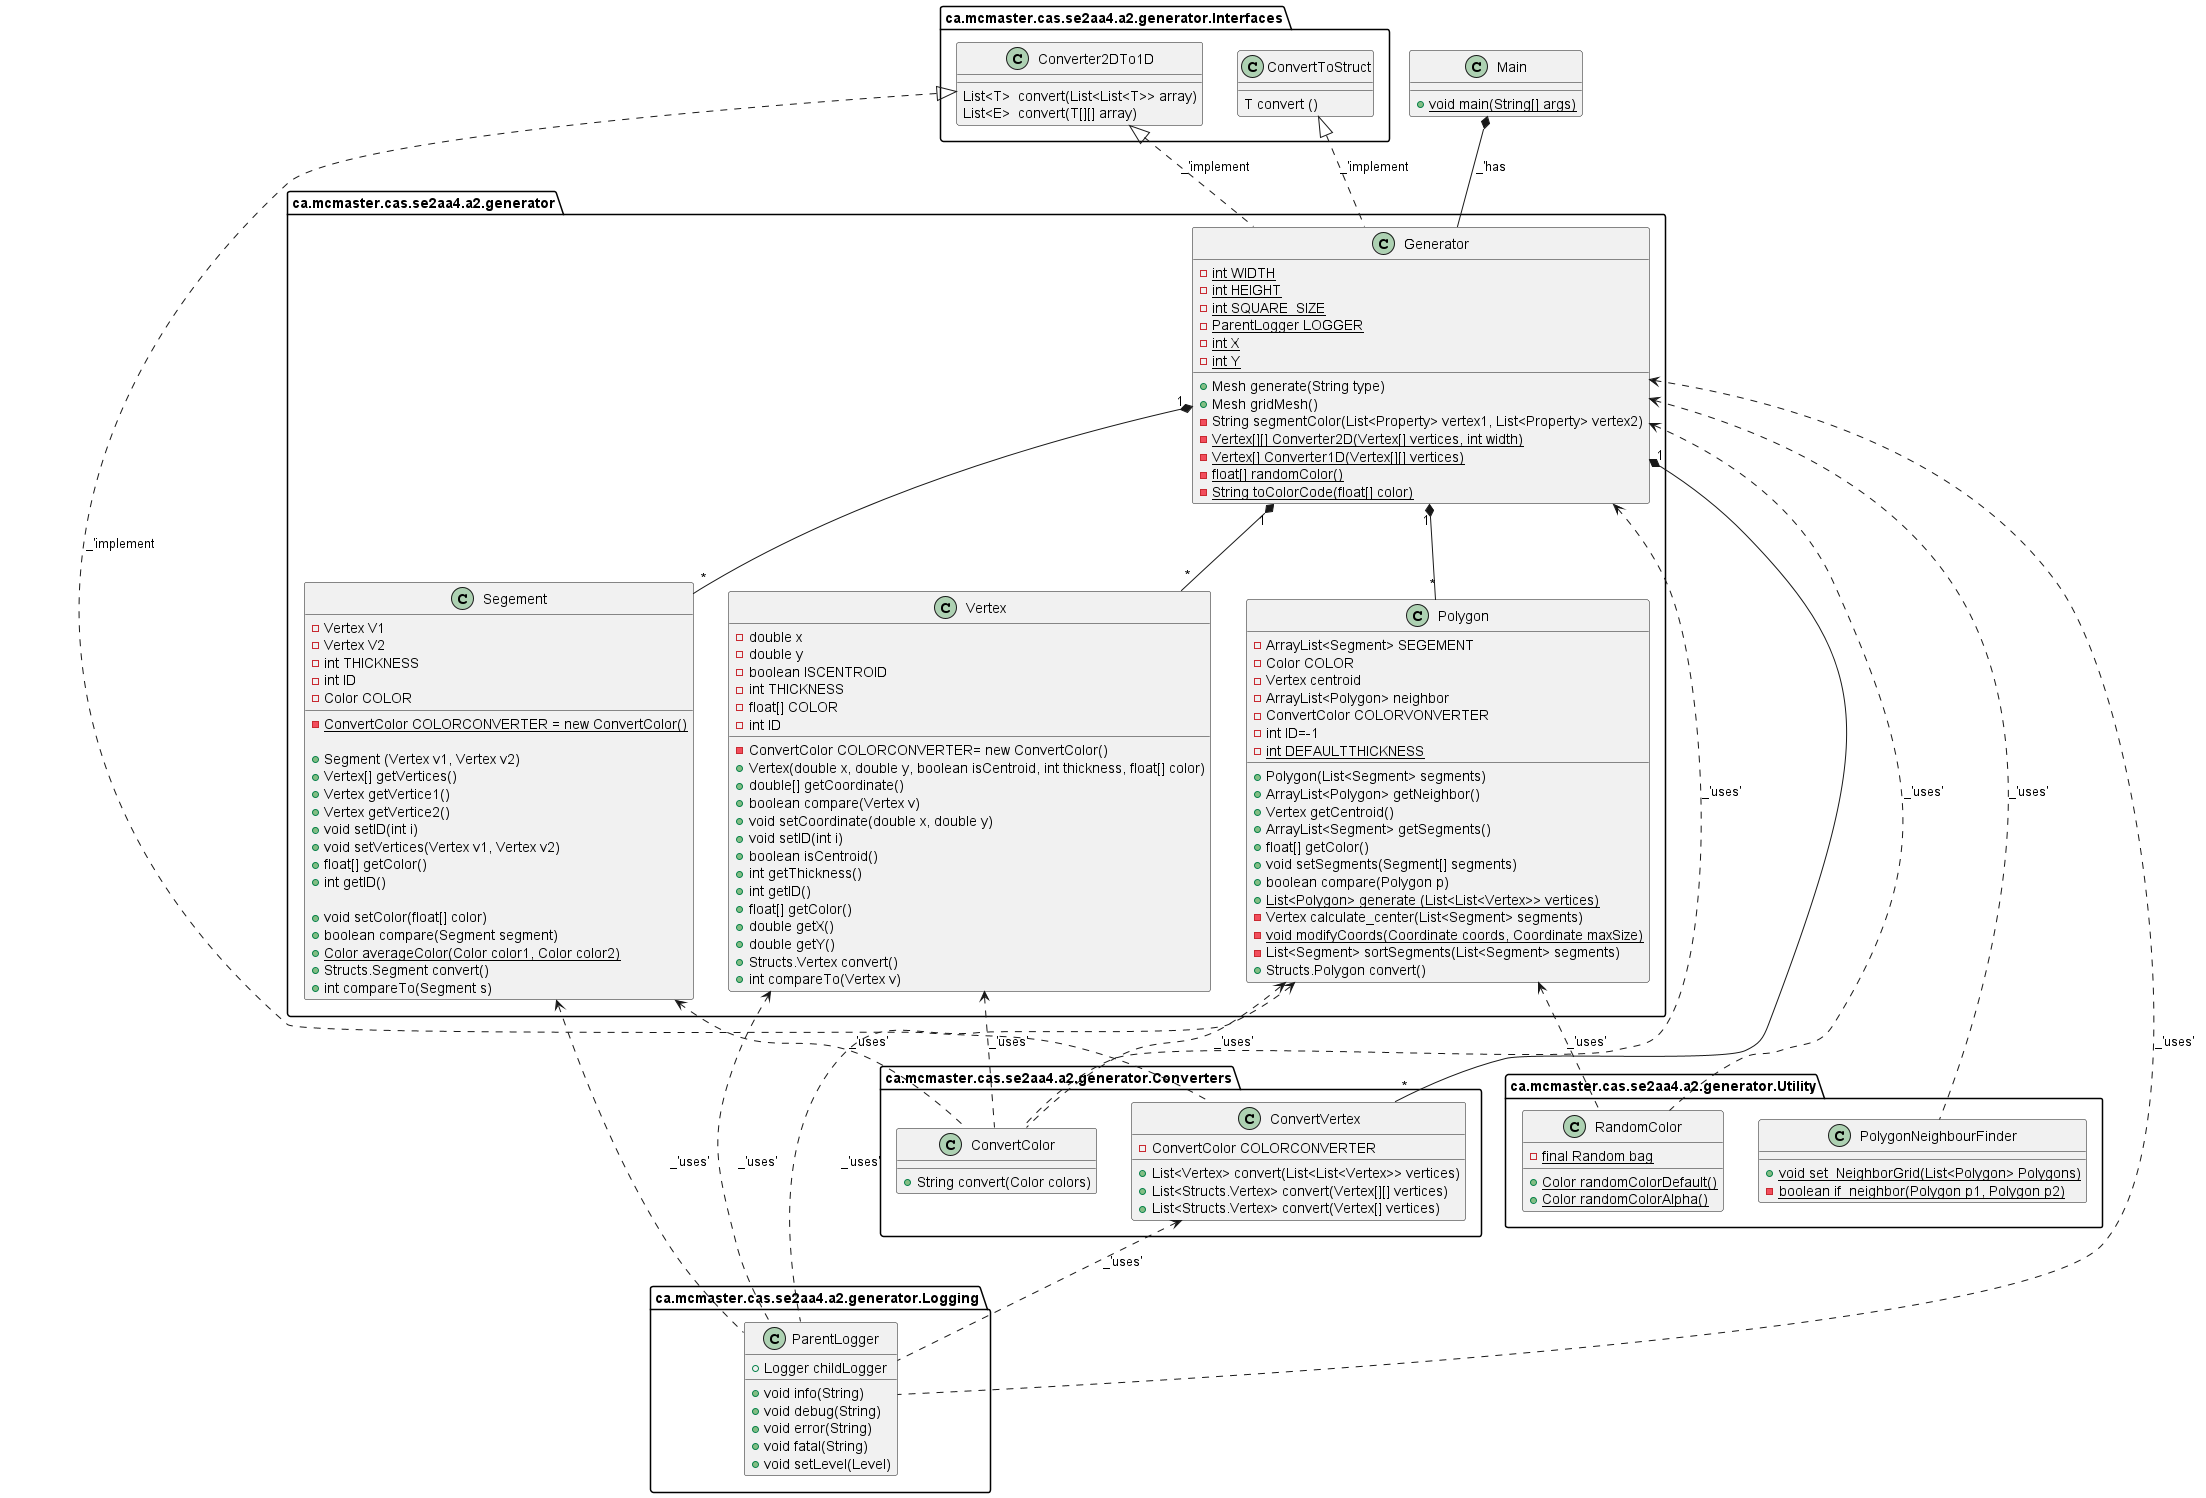 ca.mcmaster.cas.se2aa4.a2.generator.Interfaces
C Converter2DTo1D
List<T>  convert(List<List<T>> array)
List<E>  convert(T[][] array)
C ConvertToStruct
T convert ()
C Main
void main(String[] args)
_'implement
_'implement
_'has
ca.mcmaster.cas.se2aa4.a2.generator
C Generator
int WIDTH
int HEIGHT
int SQUARE_SIZE
ParentLogger LOGGER
int X
int Y
Mesh generate(String type)
Mesh gridMesh()
String segmentColor(List<Property> vertex1, List<Property> vertex2)
Vertex[][] Converter2D(Vertex[] vertices, int width)
Vertex[] Converter1D(Vertex[][] vertices)
float[] randomColor()
String toColorCode(float[] color)
1
1
1
1
_'implement
*
*
*
C Segement
Vertex V1
Vertex V2
int THICKNESS
int ID
Color COLOR
ConvertColor COLORCONVERTER = new ConvertColor()
Segment (Vertex v1, Vertex v2)
Vertex[] getVertices()
Vertex getVertice1()
Vertex getVertice2()
void setID(int i)
void setVertices(Vertex v1, Vertex v2)
float[] getColor()
int getID()
void setColor(float[] color)
boolean compare(Segment segment)
Color averageColor(Color color1, Color color2)
Structs.Segment convert()
int compareTo(Segment s)
C Vertex
double x
double y
boolean ISCENTROID
int THICKNESS
float[] COLOR
int ID
ConvertColor COLORCONVERTER= new ConvertColor()
Vertex(double x, double y, boolean isCentroid, int thickness, float[] color)
double[] getCoordinate()
boolean compare(Vertex v)
void setCoordinate(double x, double y)
void setID(int i)
boolean isCentroid()
int getThickness()
int getID()
float[] getColor()
double getX()
double getY()
Structs.Vertex convert()
int compareTo(Vertex v)
C Polygon
ArrayList<Segment> SEGEMENT
Color COLOR
Vertex centroid
ArrayList<Polygon> neighbor
ConvertColor COLORVONVERTER
int ID=-1
int DEFAULTTHICKNESS
Polygon(List<Segment> segments)
ArrayList<Polygon> getNeighbor()
Vertex getCentroid()
ArrayList<Segment> getSegments()
float[] getColor()
void setSegments(Segment[] segments)
boolean compare(Polygon p)
List<Polygon> generate (List<List<Vertex>> vertices)
Vertex calculate_center(List<Segment> segments)
void modifyCoords(Coordinate coords, Coordinate maxSize)
List<Segment> sortSegments(List<Segment> segments)
Structs.Polygon convert()
_'uses'
_'uses'
_'uses'
_'uses'
_'uses'
_'uses'
_'uses'
_'uses'
ca.mcmaster.cas.se2aa4.a2.generator.Converters
*
C ConvertColor
String convert(Color colors)
C ConvertVertex
ConvertColor COLORCONVERTER
List<Vertex> convert(List<List<Vertex>> vertices)
List<Structs.Vertex> convert(Vertex[][] vertices)
List<Structs.Vertex> convert(Vertex[] vertices)
ca.mcmaster.cas.se2aa4.a2.generator.Utility
C RandomColor
final Random bag
Color randomColorDefault()
Color randomColorAlpha()
C PolygonNeighbourFinder
void set_NeighborGrid(List<Polygon> Polygons)
boolean if_neighbor(Polygon p1, Polygon p2)
_'uses'
_'uses'
_'uses'
_'uses'
ca.mcmaster.cas.se2aa4.a2.generator.Logging
C ParentLogger
Logger childLogger
void info(String)
void debug(String)
void error(String)
void fatal(String)
void setLevel(Level)